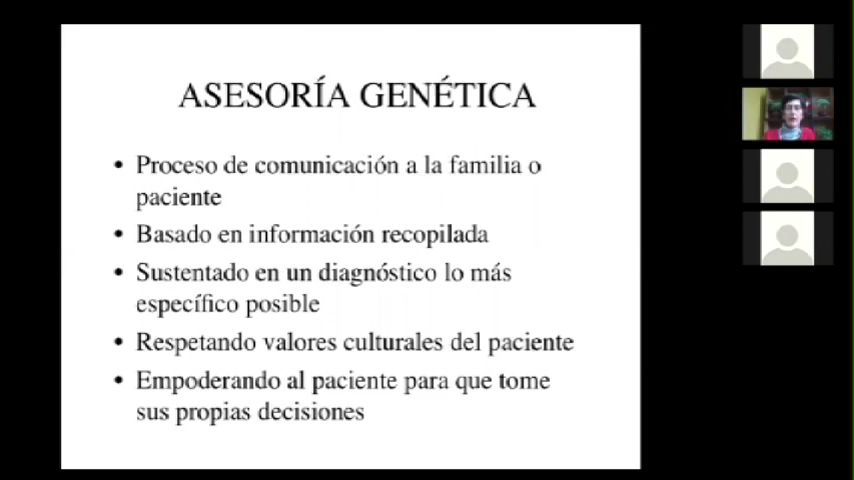 ASESORÍA GENÉTICA
• Proceso de comunicación a la familia o
paciente
• Basado en información recopilada
• Sustentado en un diagnóstico lo más
específico posible
• Respetando valores culturales del paciente
• Empoderando al paciente para que tome
sus propias decisiones